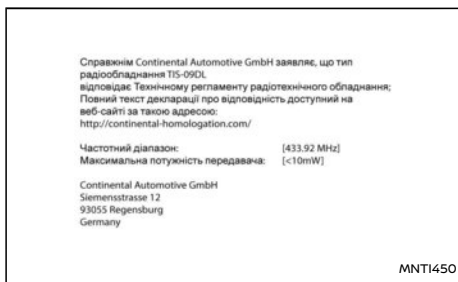 Справжнім Continental Automotive GmbH заявляє, що тип
радіообладнання TIS-09DL
відповідає Технічному регламенту радіотехнічного обладнання;
Повний текст декларації про відповідність доступний на
веб-сайті за такою адресою:
http://continental-homologation.com/
Частотний діапазон: [433.92 MHz]
Максимальна потужність передавача: [<10mW]
Continental Automotive GmbH
Siemensstrasse 12
93055 Regensburg
Germany
MNTI450